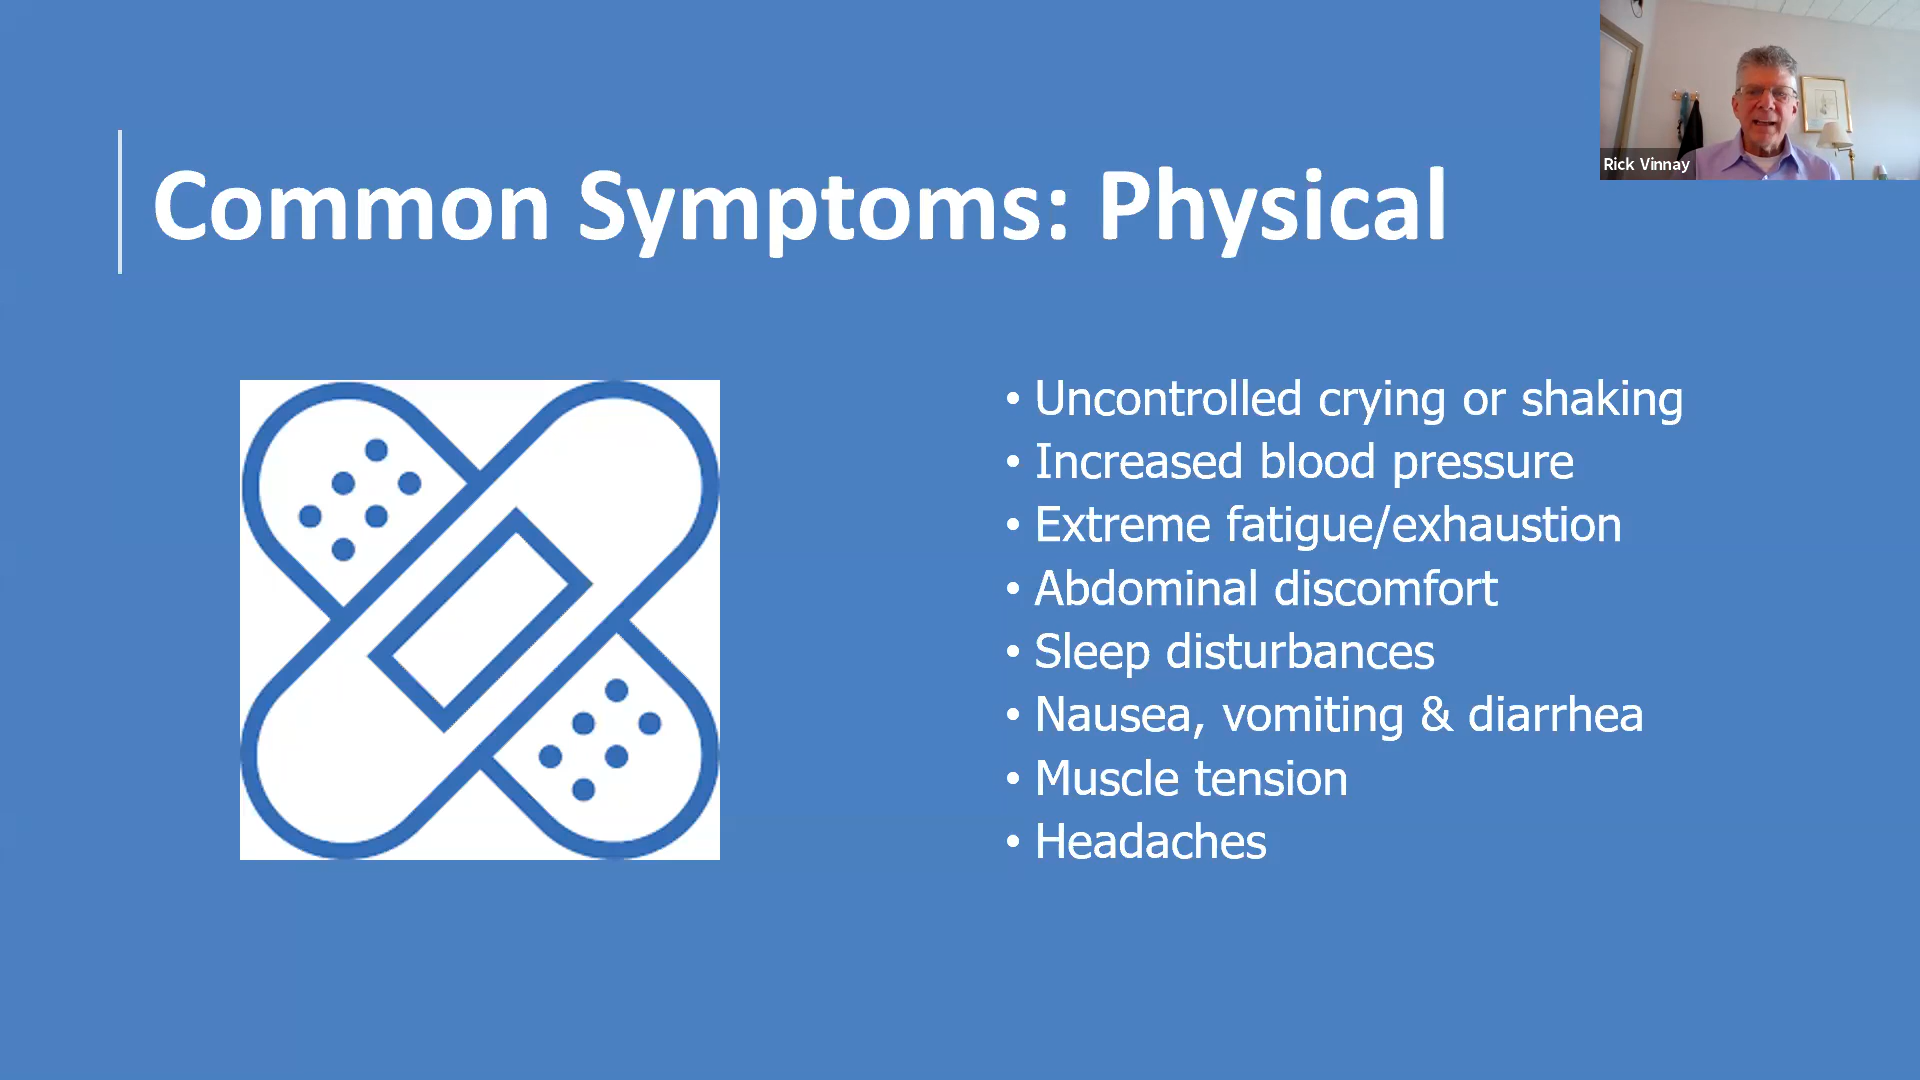 Rick Vinnay
Common Symptoms: Physical
• Uncontrolled crying or shaking
• Increased blood pressure
• Extreme fatigue/exhaustion
• Abdominal discomfort
• Sleep disturbances
• Nausea, vomiting & diarrhea
• Muscle tension
• Headaches